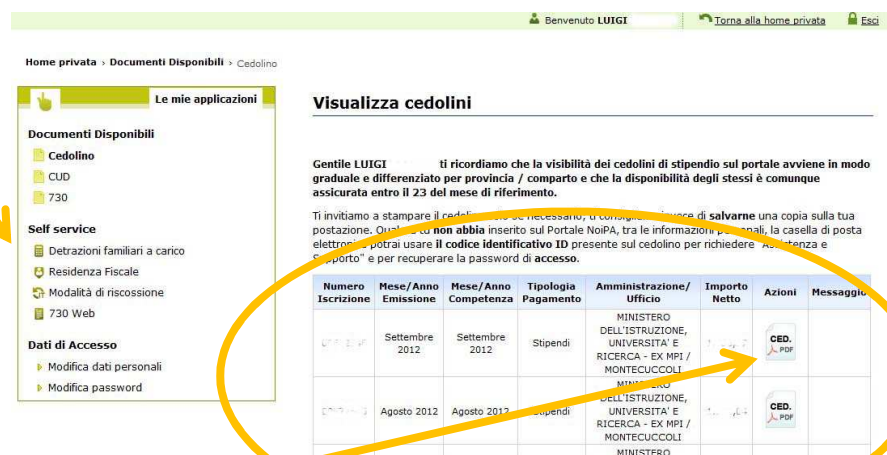 Benvenuto LUIGI
Torna alla home privata
Esci
Home privata › Documenti Disponibili › Cedolino
Le mie applicazioni
Documenti Disponibili
Cedolino
CUD
730
Self service
Detrazioni familiari a carico
Residenza Fiscale
Modalità di riscossione
730 Web
Dati di Accesso
Modifica dati personali
Modifica password
Visualizza cedolini
Gentile LUIGI ti ricordiamo che la visibilità dei cedolini di stipendio sul portale avviene in modo
graduale e differenziato per provincia / comparto e che la disponibilità degli stessi è comunque
assicurata entro il 23 del mese di riferimento.
Ti invitiamo a stampare il necessario, di salvarne una copia sulla tua
postazione. non abbia inserito sul Portale NoiPA, tra le informazioni personali, la casella di posta
elettronica potrai usare il codice identificativo ID presente sul cedolino per richiedere "Assistenza e
Supporto" e per recuperare la password di accesso.
Numero Iscrizione Mese/Anno Emissione Mese/Anno Competenza Tipologia Pagamento Amministrazione/ Ufficio Importo Netto Azioni Messaggio
Settembre 2012 Settembre 2012 Stipendi
MINISTERO
DELL'ISTRUZIONE,
UNIVERSITA' E
RICERCA - EX MPI /
MONTECUCCOLI
CED.
PDF
Agosto 2012 Agosto 2012 Stipendi
MINISTERO
DELL'ISTRUZIONE,
UNIVERSITA' E
RICERCA - EX MPI /
MONTECUCCOLI
CED.
PDF
MINISTERO